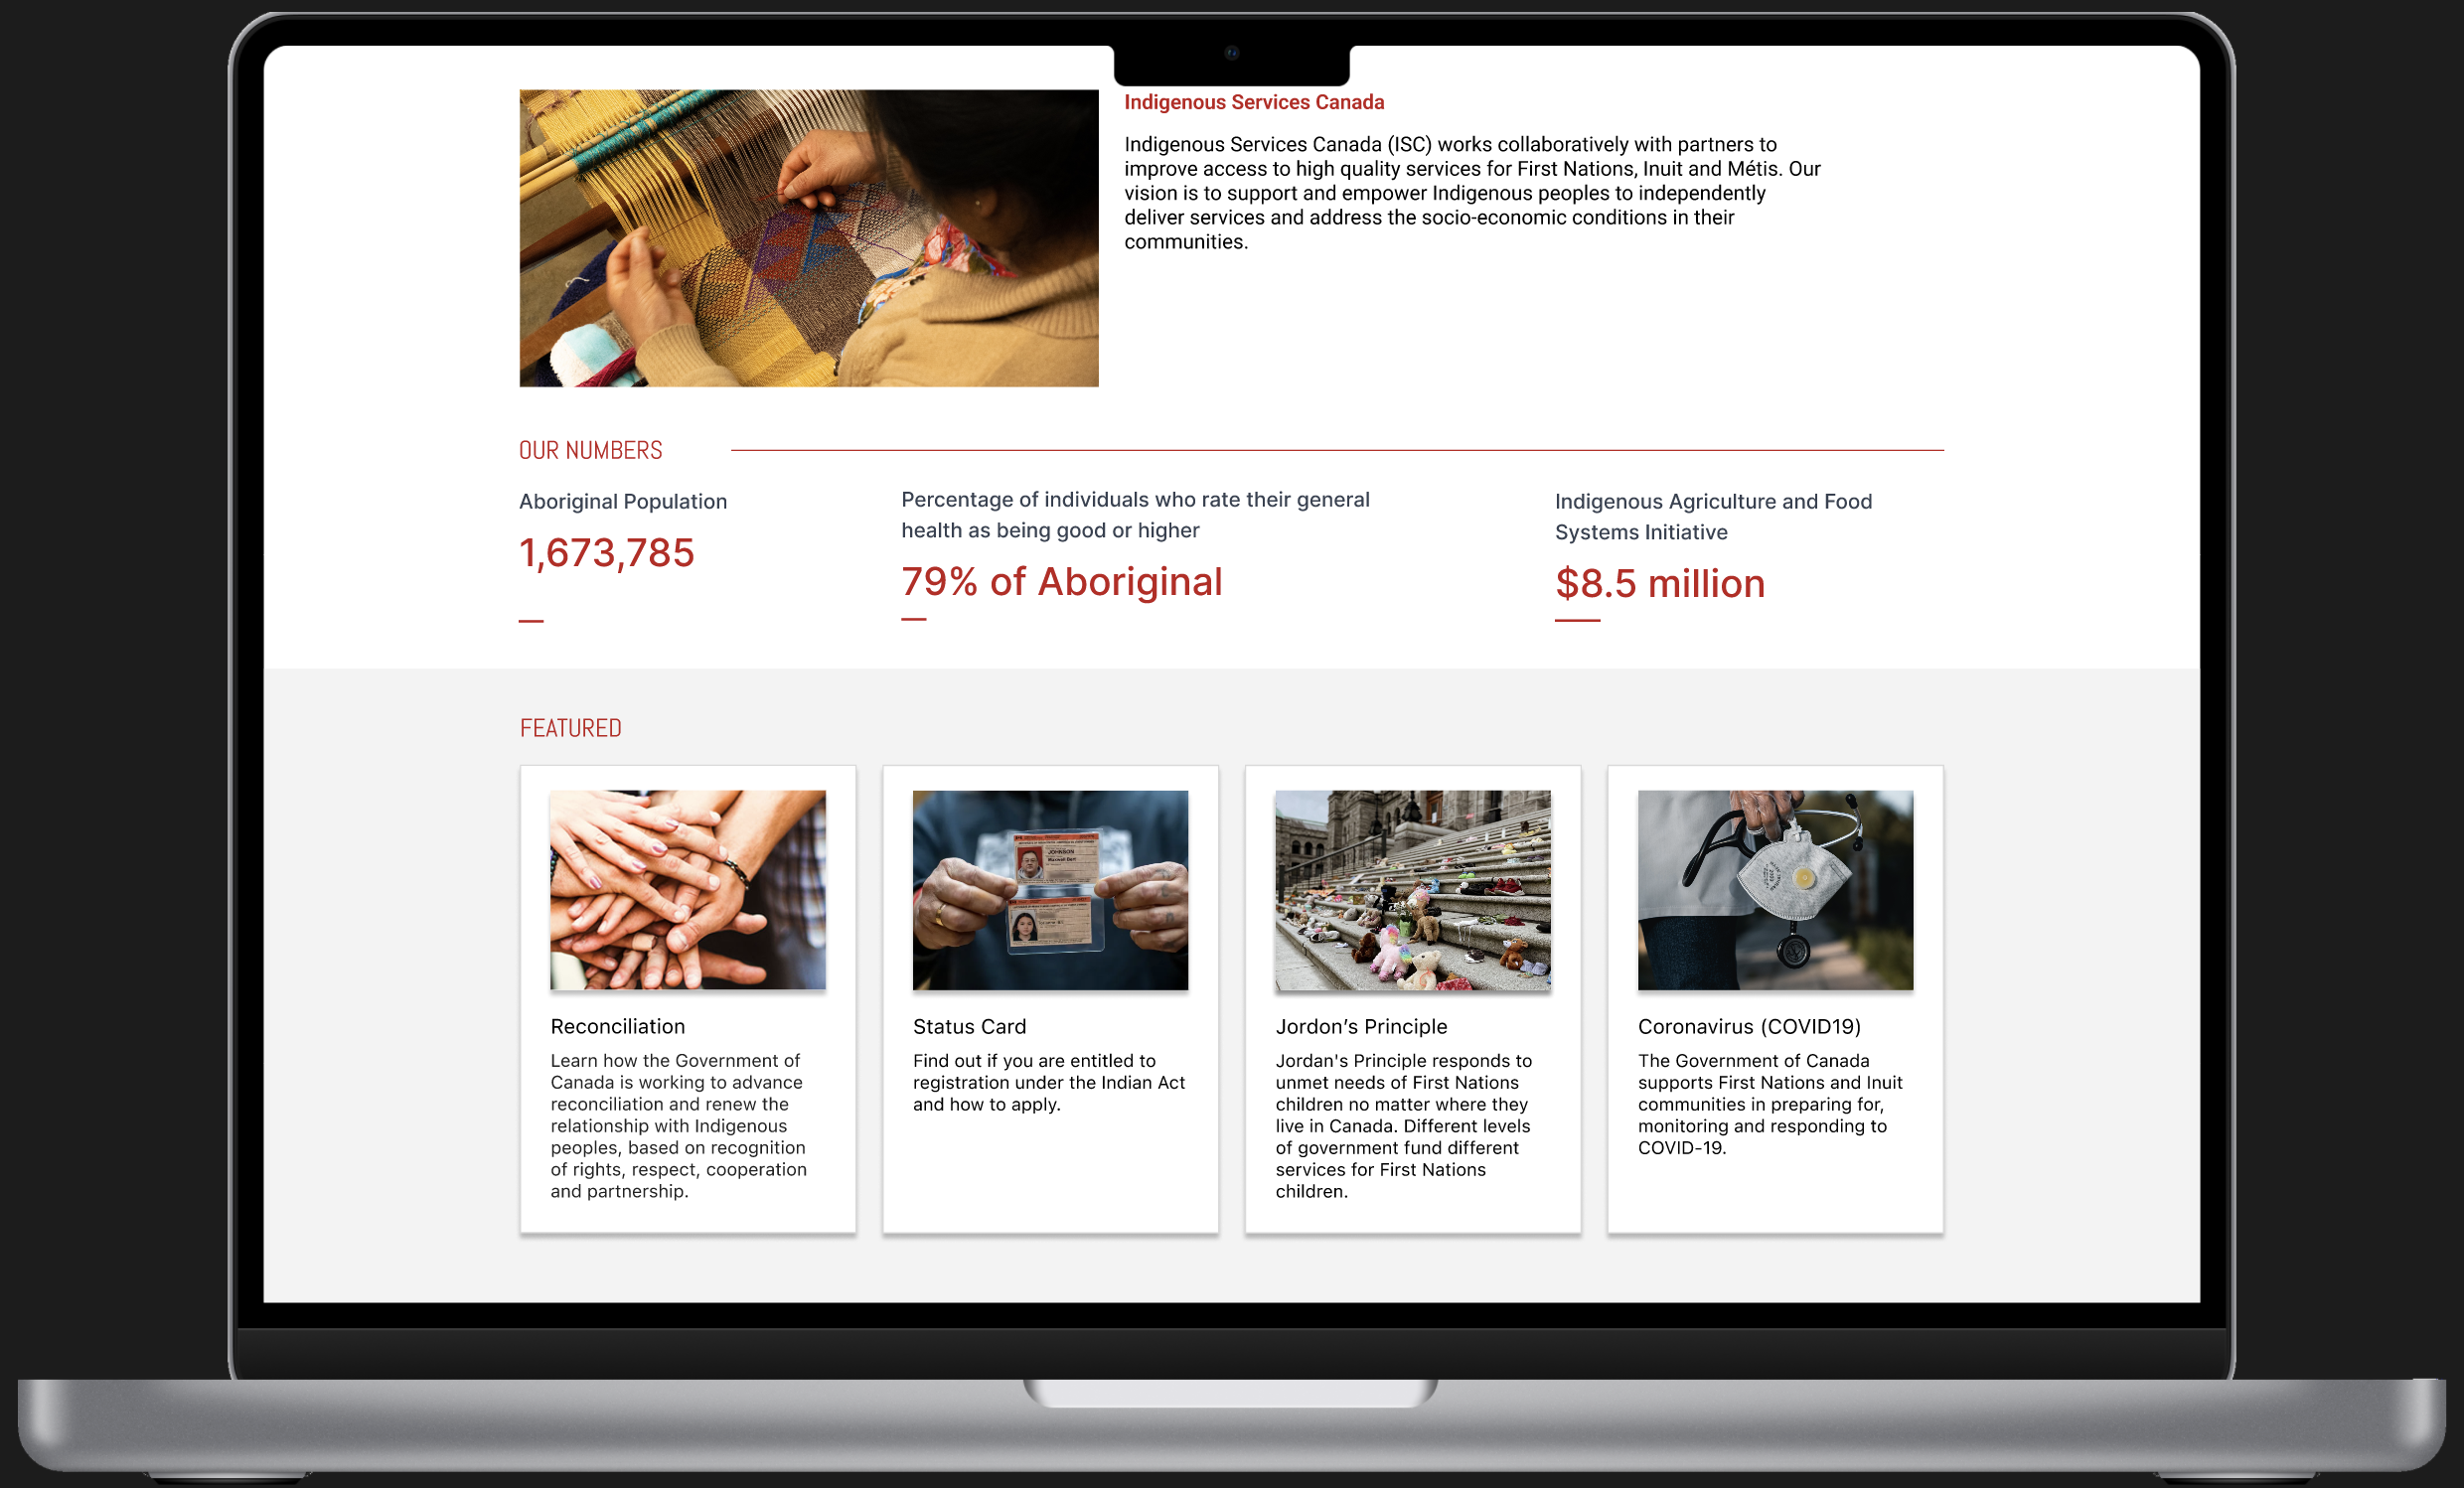 Indigenous Services Canada
Indigenous Services Canada (ISC) works collaboratively with partners to
improve access to high quality services for First Nations, Inuit and Métis. Our
vision is to support and empower Indigenous peoples to independently
deliver services and address the socio-economic conditions in their
communities.
OUR NUMBERS
Aboriginal Population
1,673,785
Percentage of individuals who rate their general
health as being good or higher
79% of Aboriginal
Indigenous Agriculture and Food
Systems Initiative
$8.5 million
FEATURED
JOHNSON
Reconciliation
Learn how the Government of
Canada is working to advance
reconciliation and renew the
relationship with Indigenous
peoples, based on recognition
of rights, respect, cooperation
and partnership.
Status Card
Find out if you are entitled to
registration under the Indian Act
and how to apply.
Jordon’s Principle
Jordan's Principle responds to
unmet needs of First Nations
children no matter where they
live in Canada. Different levels
of government fund different
services for First Nations
children.
Coronavirus (COVID19)
The Government of Canada
supports First Nations and Inuit
communities in preparing for,
monitoring and responding to
COVID-19.